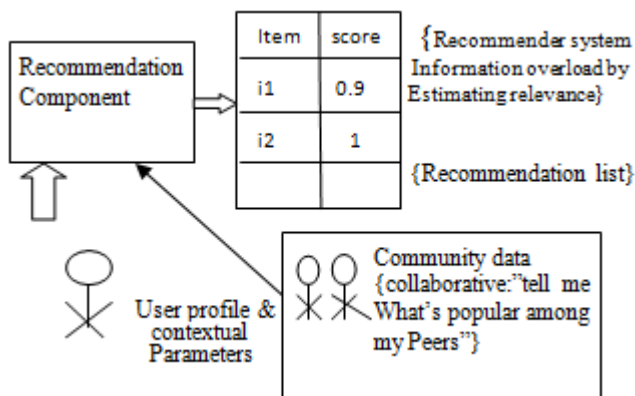 Recommendation
Component
Item score
i1 0.9
i2 1
{Recommender system
Information overload by
Estimating relevance}
{Recommendation list}
User profile &
contextual
Parameters
Community data
{collaborative:”tell me
What’s popular among
my Peers”}